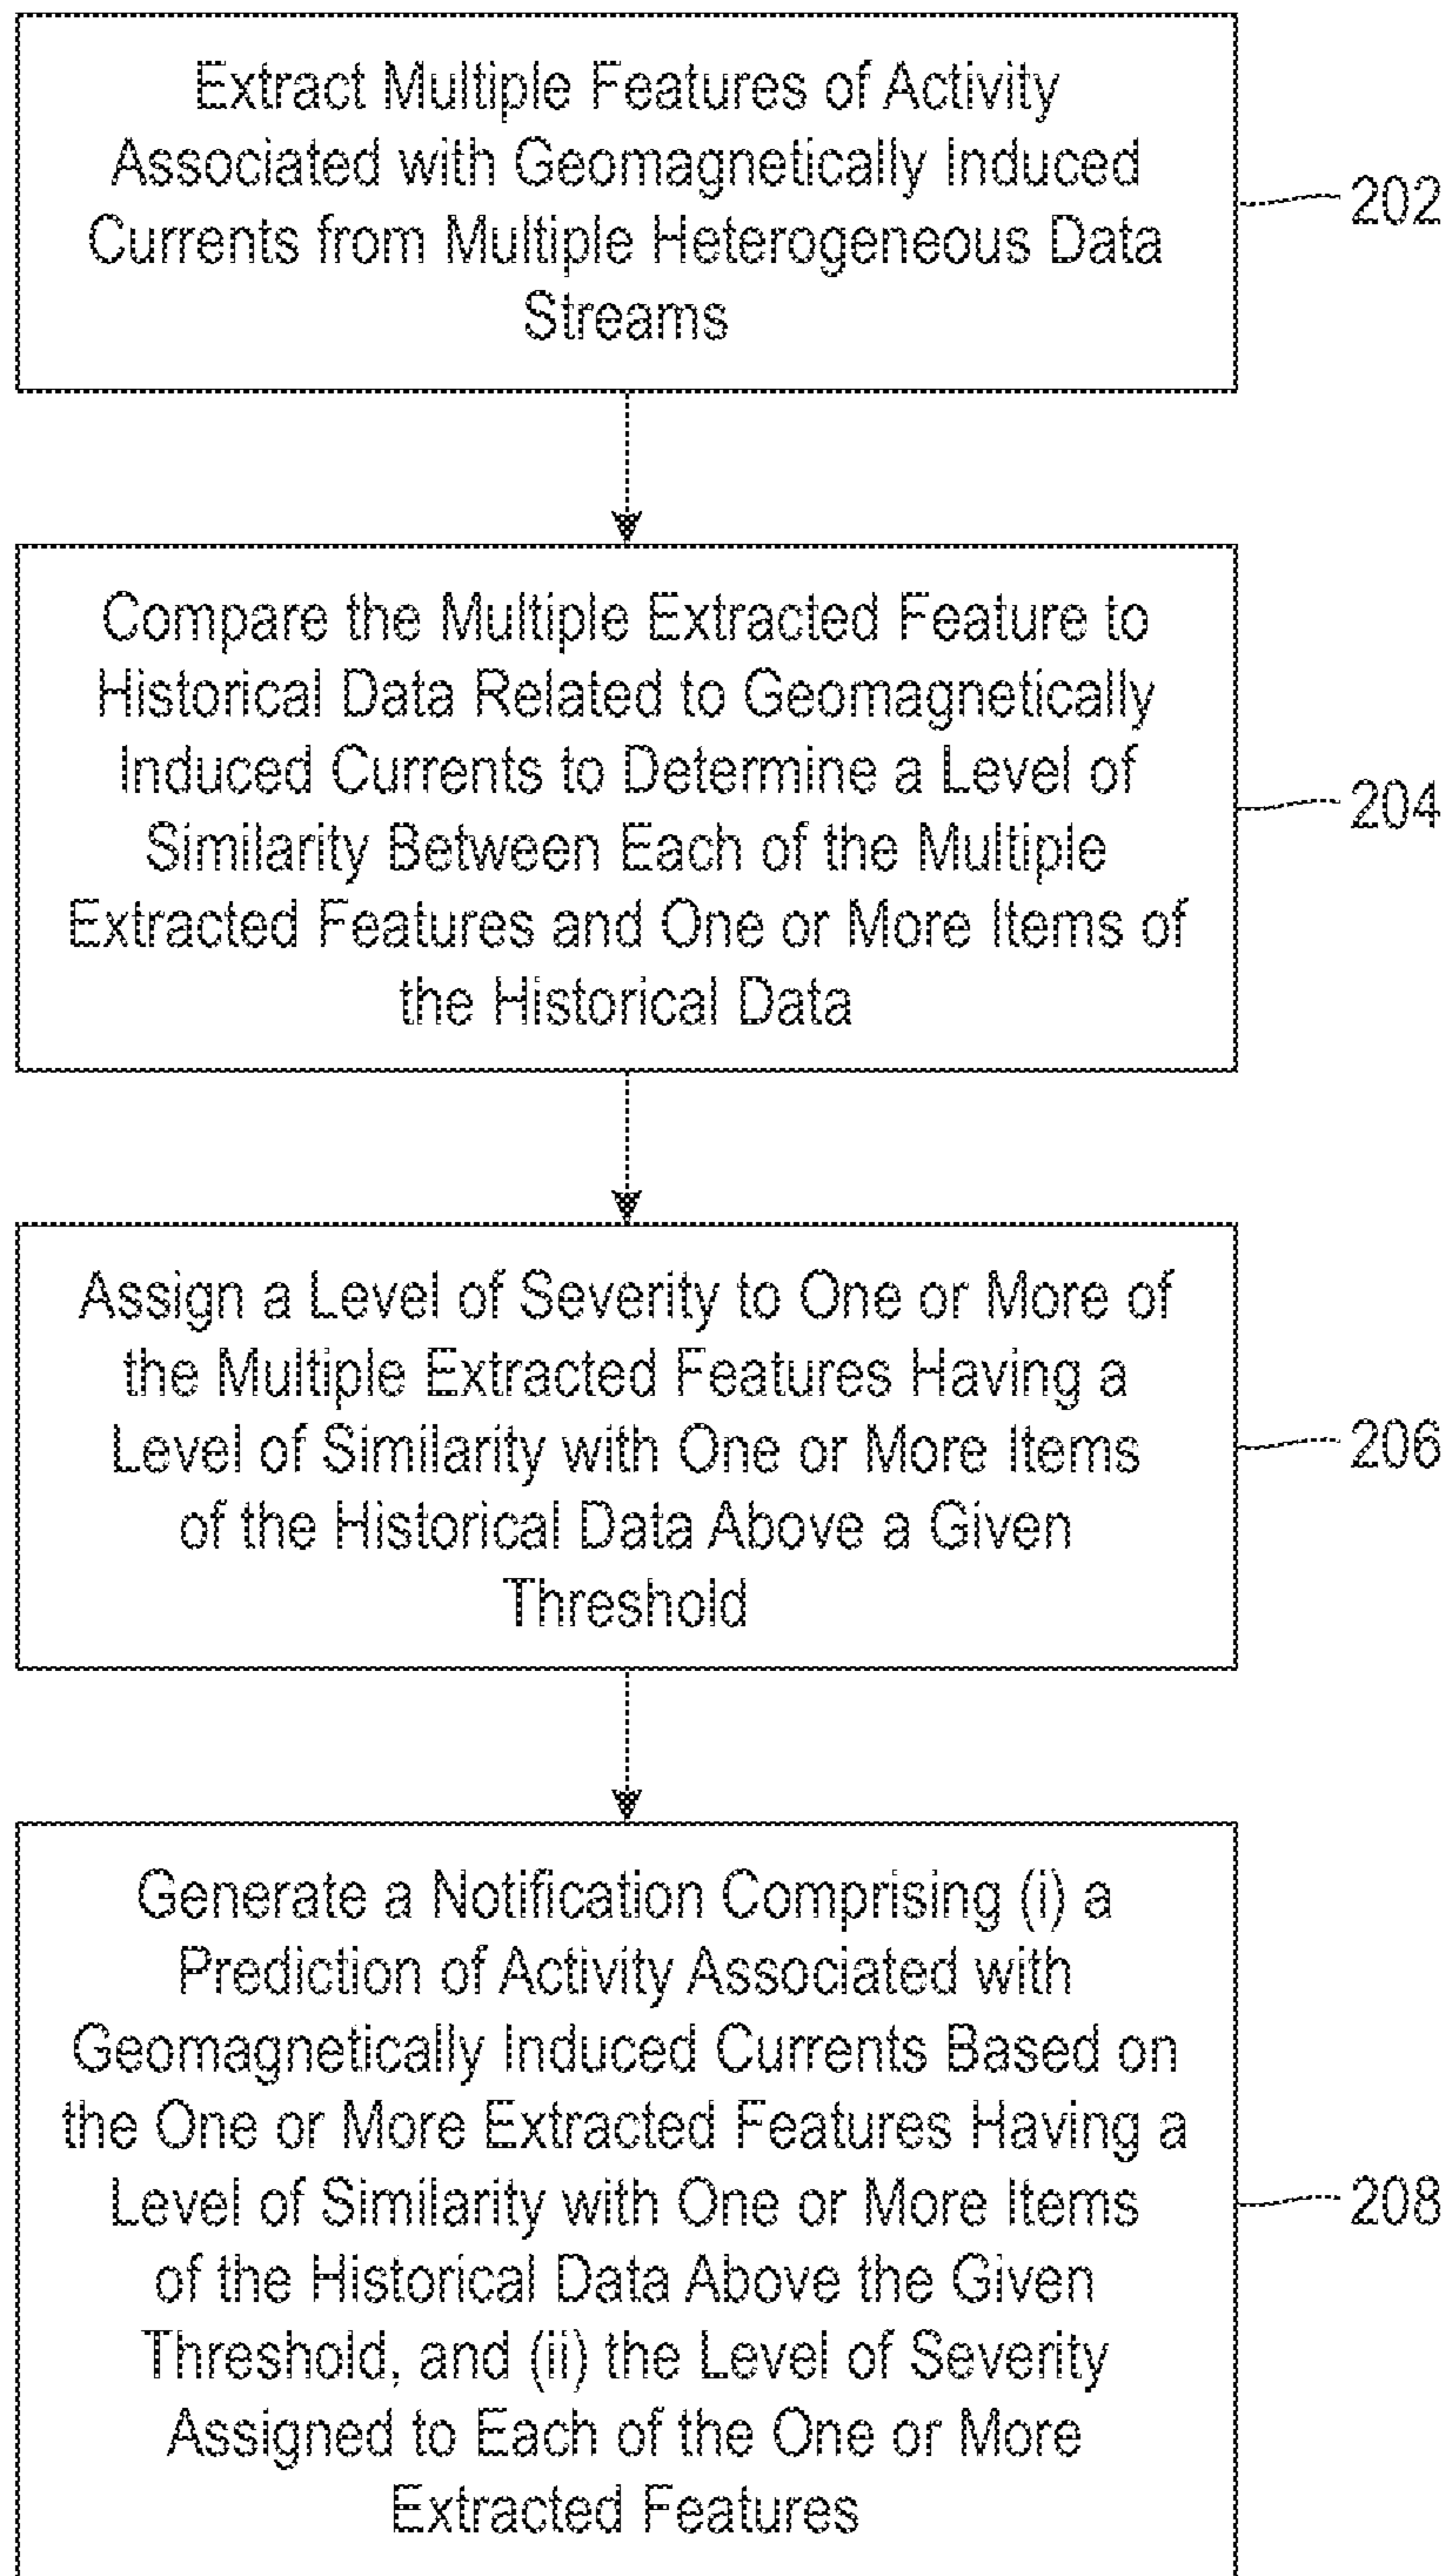 Extract Multiple Features of Activity
Associated with Geomagnetically Induced
Currents from Multiple Heterogeneous Data
Streams
202
Compare the Multiple Extracted Feature to
Historical Data Related to Geomagnetically
Induced Currents to Determine a Level of
Similarity Between Each of the Multiple
Extracted Features and One or More Items of
the Historical Data
204
Assign a Level of Severity to One or More of
the Multiple Extracted Features Having a
Level of Similarity with One or More Items
of the Historical Data Above a Given
Threshold
206
Generate a Notification Comprising (i) a
Prediction of Activity Associated with
Geomagnetically Induced Currents Based on
the One or More Extracted Features Having a
Level of Similarity with One or More Items
of the Historical Data Above the Given
Threshold, and (ii) the Level of Severity
Assigned to Each of the One or More
Extracted Features
208